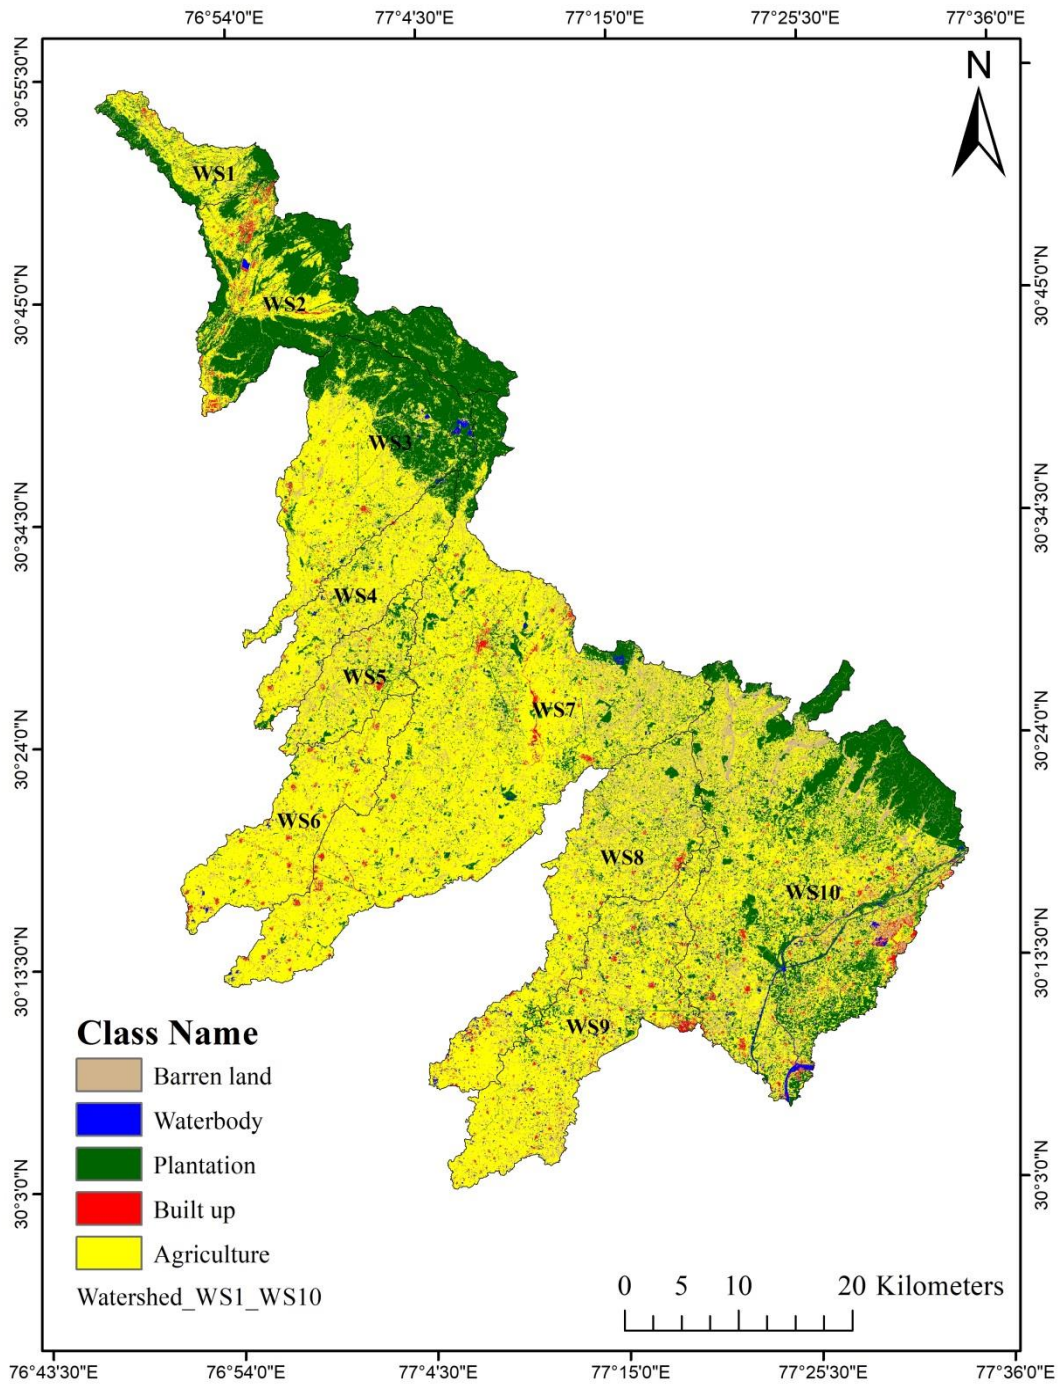 76°54'0"E 77°4'30"E 77°15'0"E 77°25'30"E 77°36'0"E
N
30°55'30"N
WS1
30°45'0"N
WS2
30°45'0"N
WS3
30°34'30"N
30°34'30"N
WS4
WS5
WS7
30°24'0"N
30°24'0"N
WS6
WS8
WS10
30°13'30"N
30°13'30"N
WS9
Class Name
Barren land
Waterbody
Plantation
Built up
Agriculture
Watershed_WS1_WS10
30°3'0"N
30°3'0"N
0 5 10 20 Kilometers
76°43'30"E 76°54'0"E 77°4'30"E 77°15'0"E 77°25'30"E 77°36'0"E